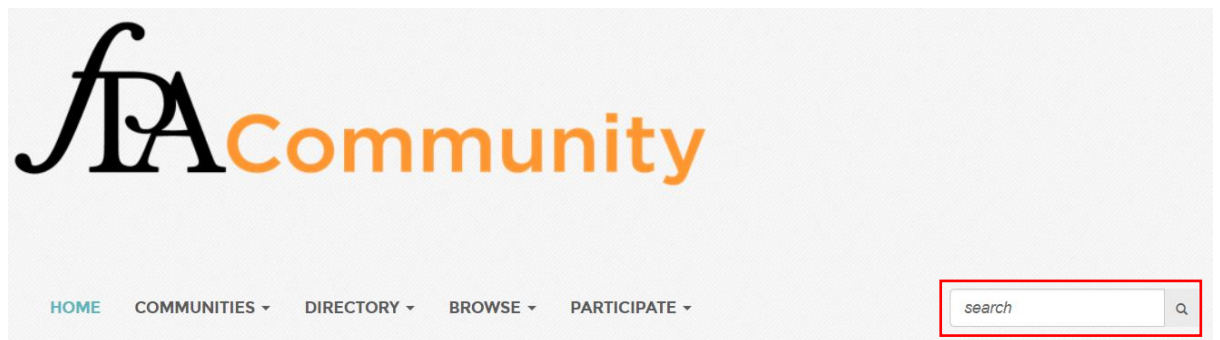 fPA Community
HOME COMMUNITIES DIRECTORY BROWSE PARTICIPATE search